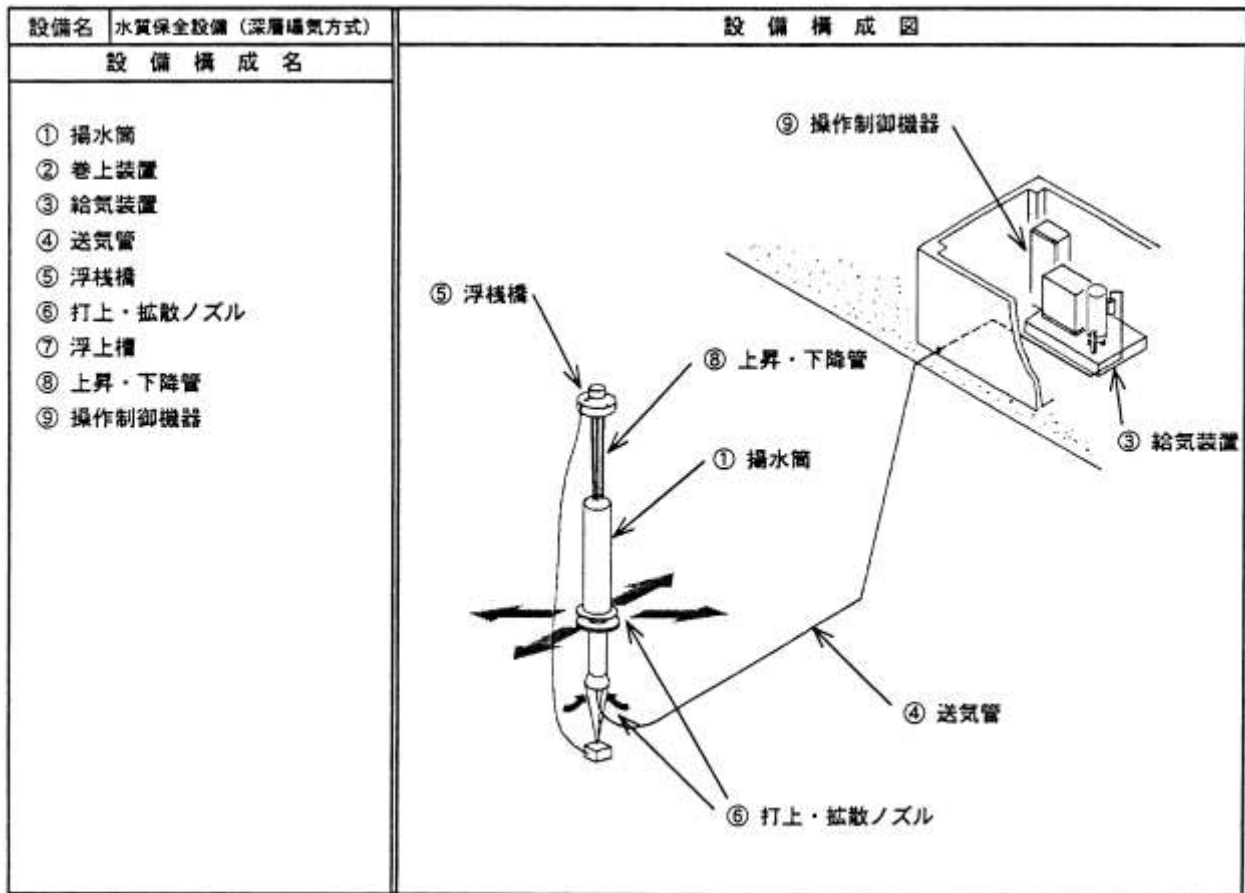 設備名 水質保全設備（深層曝気方式）
設備構成名
① 揚水筒
② 巻上装置
③ 給気装置
④ 送気管
⑤ 浮桟橋
⑥ 打上・拡散ノズル
⑦ 浮上槽
⑧ 上昇・下降管
⑨ 操作制御機器
設備構成図
⑨ 操作制御機器
⑤ 浮桟橋
⑧ 上昇・下降管
③ 給気装置
① 揚水筒
④ 送気管
⑥ 打上・拡散ノズル